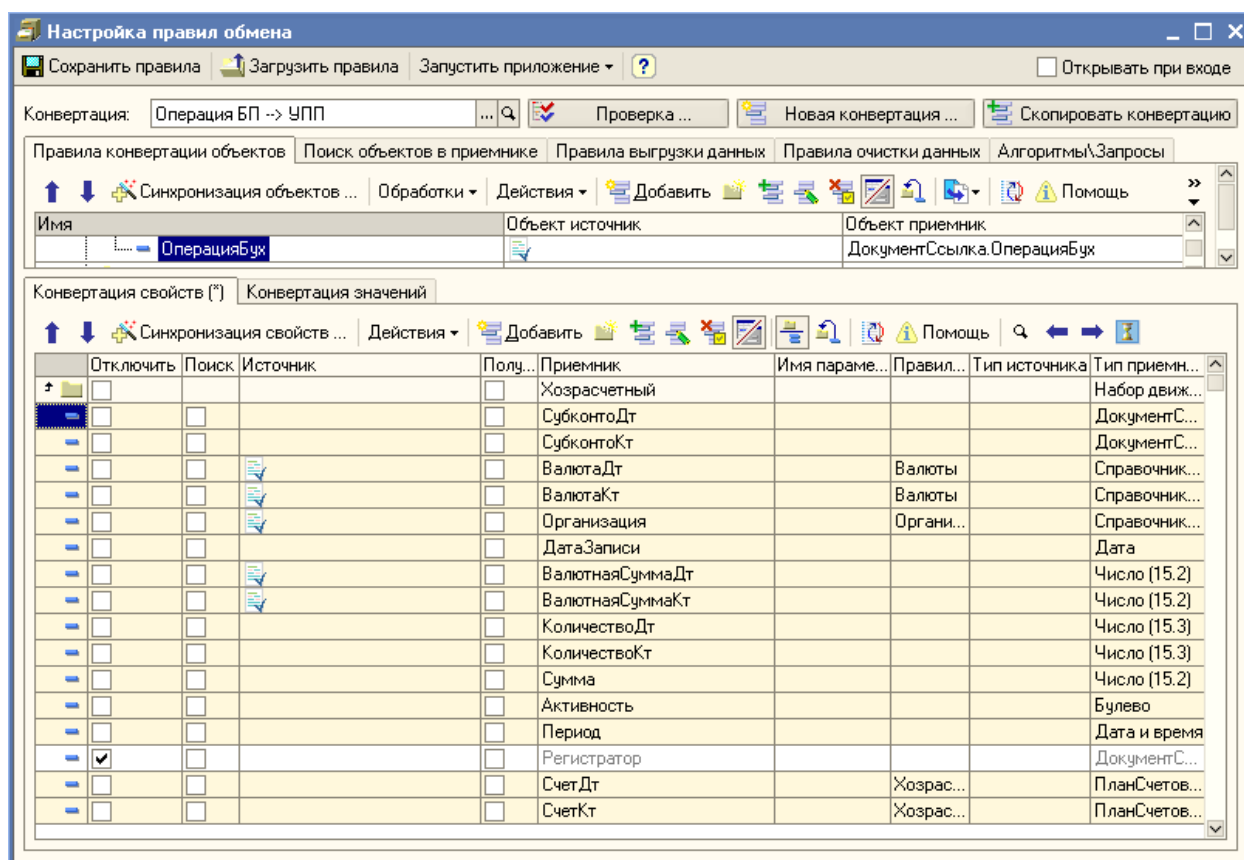 Настройка правил обмена
Сохранить правила Загрузить правила Запустить приложение ? Открывать при входе
Конвертация: Операция БП --> УПП ... Проверка ... Новая конвертация ... Скопировать конвертацию
Правила конвертации объектов Поиск объектов в приемнике Правила выгрузки данных Правила очистки данных Алгоритмы\Запросы
Синхронизация объектов ... Обработки Действия Добавить Помощь »
Имя Объект источник Объект приемник
ОперацияБух ДокументСсылка.ОперацияБух
Конвертация свойств (*) Конвертация значений
Синхронизация свойств ... Действия Добавить Помощь
Отключить Поиск Источник Полу... Приемник Имя параме... Правил... Тип источника Тип приемн...
Хозрасчетный Набор движ...
СубконтоДт ДокументС...
СубконтоКт ДокументС...
ВалютаДт Валюты Справочник...
ВалютаКт Валюты Справочник...
Организация Органи... Справочник...
ДатаЗаписи Дата
ВалютнаяСуммаДт Число (15.2)
ВалютнаяСуммаКт Число (15.2)
КоличествоДт Число (15.3)
КоличествоКт Число (15.3)
Сумма Число (15.2)
Активность Булево
Период Дата и время
Регистратор ДокументС...
СчетДт Хозрас... ПланСчетов...
СчетКт Хозрас... ПланСчетов...